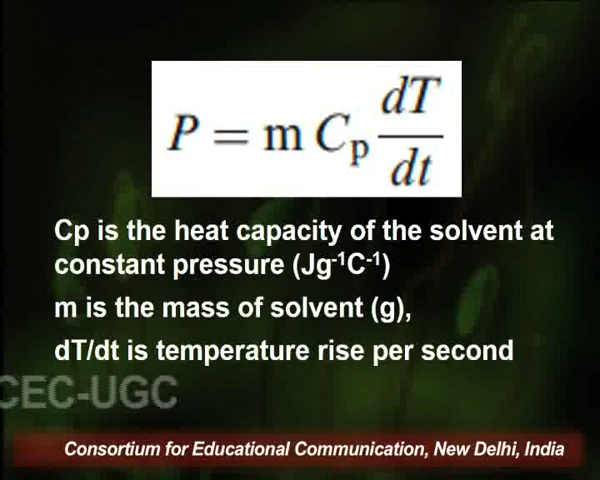 P = m Cp dT/dt
Cp is the heat capacity of the solvent at
constant pressure (Jg⁻¹C⁻¹)
m is the mass of solvent (g),
dT/dt is temperature rise per second
CEC-UGC
Consortium for Educational Communication, New Delhi, India